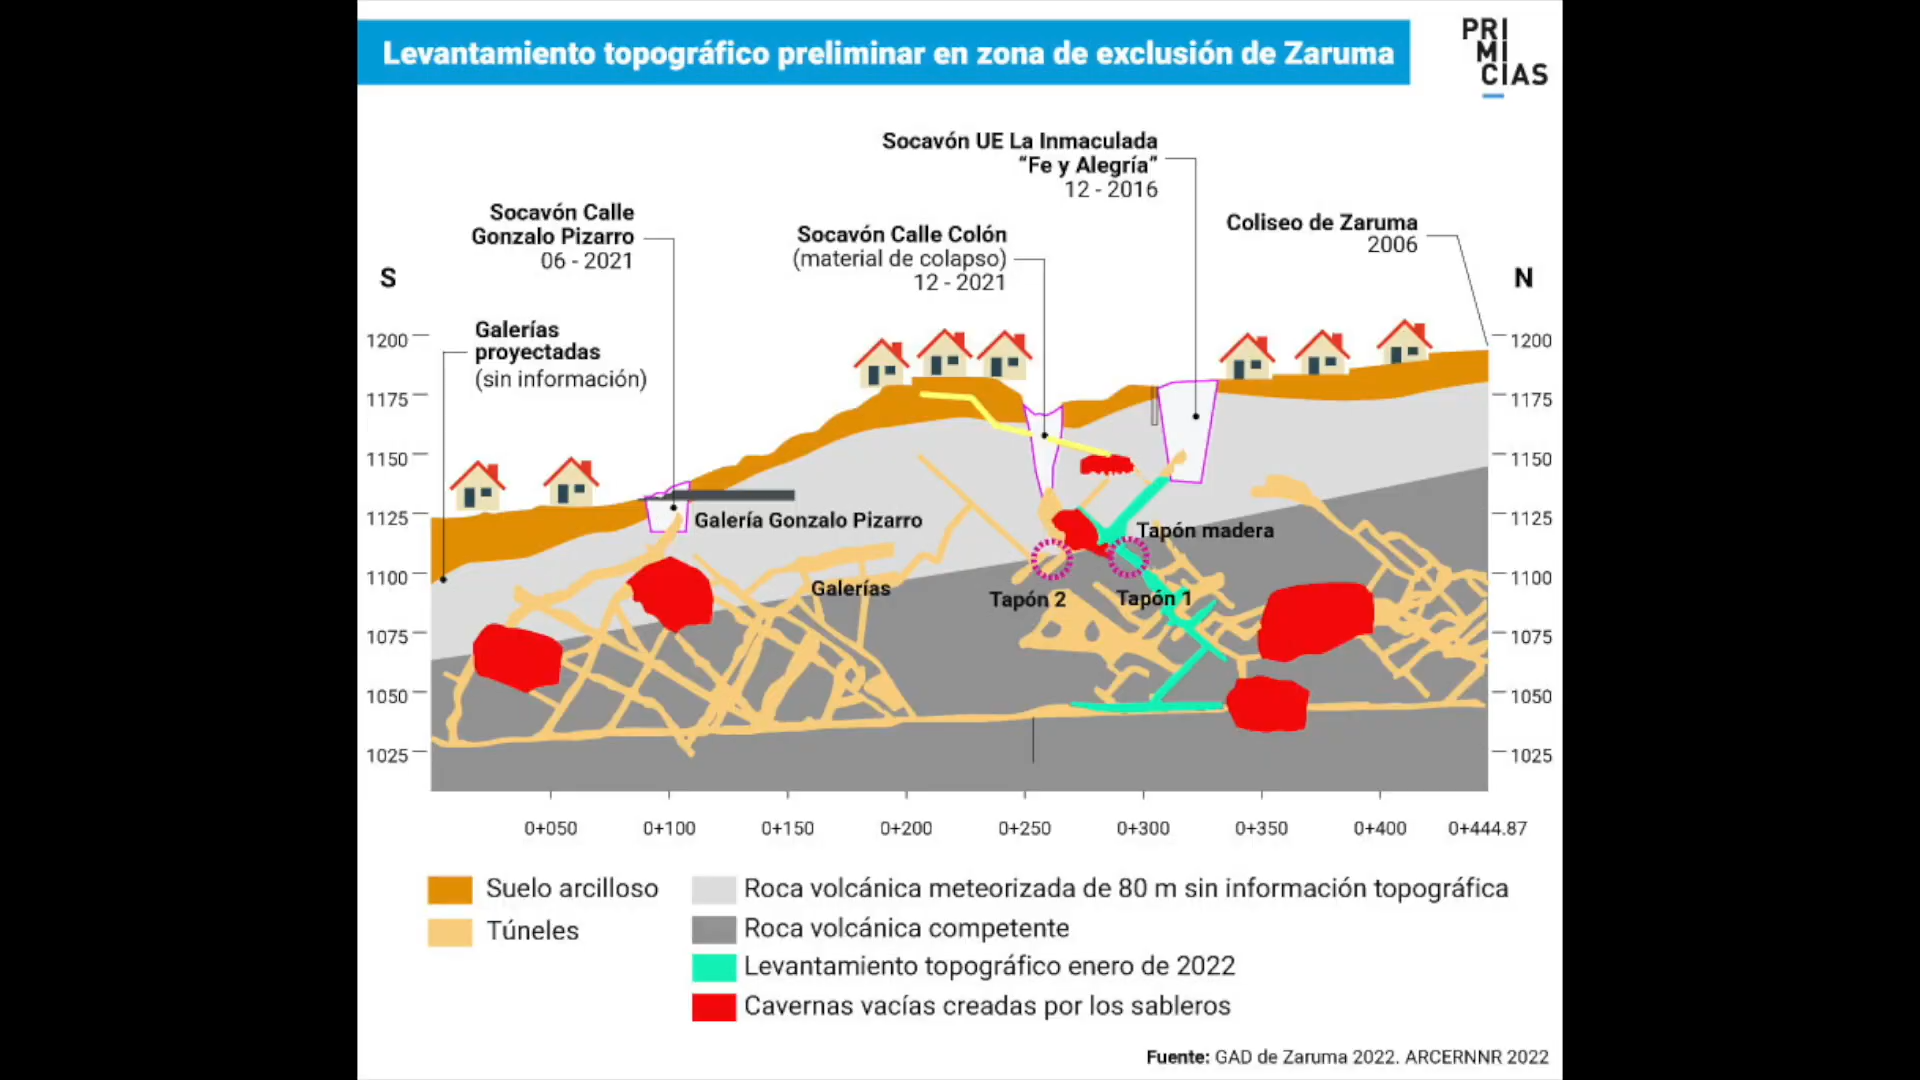 Levantamiento topográfico preliminar en zona de exclusión de Zaruma
PRI
MI
CIAS
Socavón UE La Inmaculada
“Fe y Alegría”
12 - 2016
Socavón Calle
Gonzalo Pizarro
06 - 2021
Socavón Calle Colón
(material de colapso)
12 - 2021
Coliseo de Zaruma
2006
S
N
Galerías
proyectadas
(sin información)
1200
1175
1150
1125
1100
1075
1050
1025
1200
1175
1150
1125
1100
1075
1050
1025
Galería Gonzalo Pizarro
Tapón madera
Galerías
Tapón 2
Tapón 1
0+050
0+100
0+150
0+200
0+250
0+300
0+350
0+400
0+444.87
Suelo arcilloso
Túneles
Roca volcánica meteorizada de 80 m sin información topográfica
Roca volcánica competente
Levantamiento topográfico enero de 2022
Cavernas vacías creadas por los sableros
Fuente: GAD de Zaruma 2022. ARCERNNR 2022